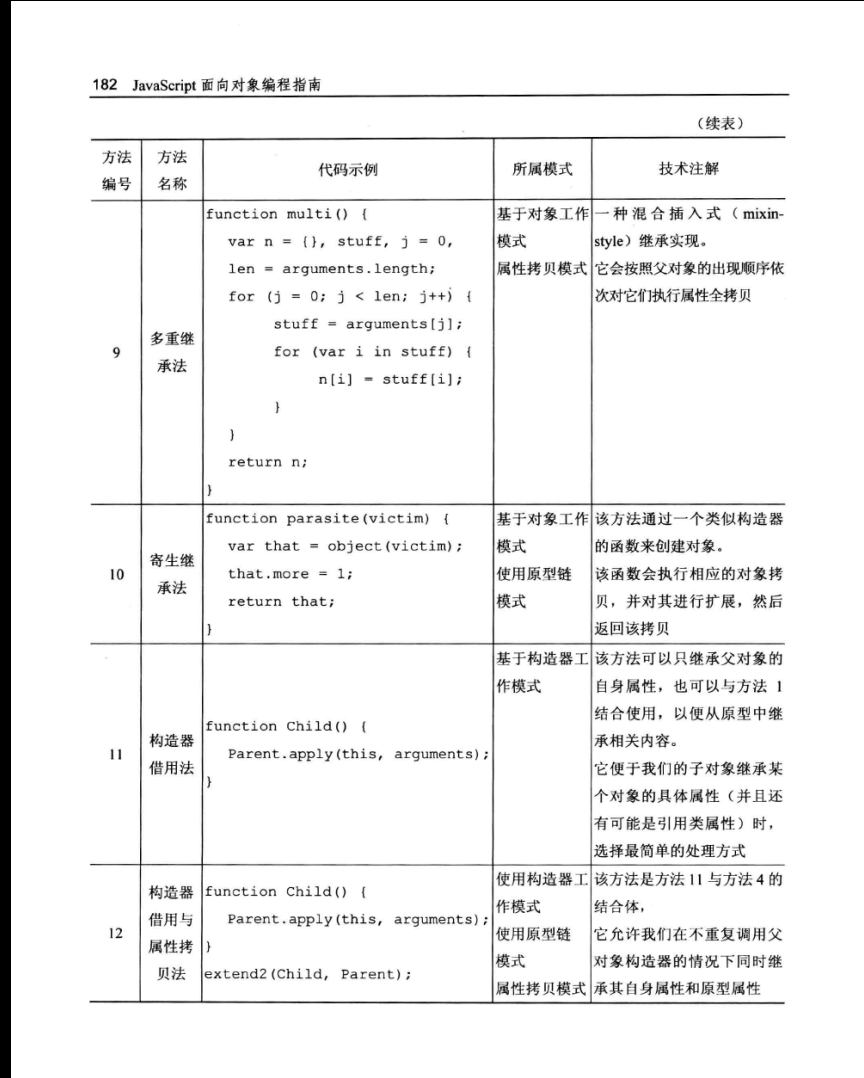 182 JavaScript 面向对象编程指南
（续表）
方法
编号
方法
名称
代码示例
所属模式
技术注解
9
多重继
承法
function multi() {
var n = {}, stuff, j = 0,
len = arguments.length;
for (j = 0; j < len; j++) {
stuff = arguments[j];
for (var i in stuff) {
n[i] = stuff[i];
}
}
return n;
}
基于对象工作
模式
属性拷贝模式
一种混合插入式（mixin-
style）继承实现。
它会按照父对象的出现顺序依
次对它们执行属性全拷贝
10
寄生继
承法
function parasite(victim) {
var that = object(victim);
that.more = 1;
return that;
}
基于对象工作
模式
使用原型链
模式
该方法通过一个类似构造器
的函数来创建对象。
该函数会执行相应的对象拷
贝，并对其进行扩展，然后
返回该拷贝
11
构造器
借用法
function Child() {
Parent.apply(this, arguments);
}
基于构造器工
作模式
该方法可以只继承父对象的
自身属性，也可以与方法 1
结合使用，以便从原型中继
承相关内容。
它便于我们的子对象继承某
个对象的具体属性（并且还
有可能是引用类属性）时，
选择最简单的处理方式
12
构造器
借用与
属性拷
贝法
function Child() {
Parent.apply(this, arguments);
}
extend2(Child, Parent);
使用构造器工
作模式
使用原型链
模式
属性拷贝模式
该方法是方法 11 与方法 4 的
结合体，
它允许我们在不重复调用父
对象构造器的情况下同时继
承其自身属性和原型属性